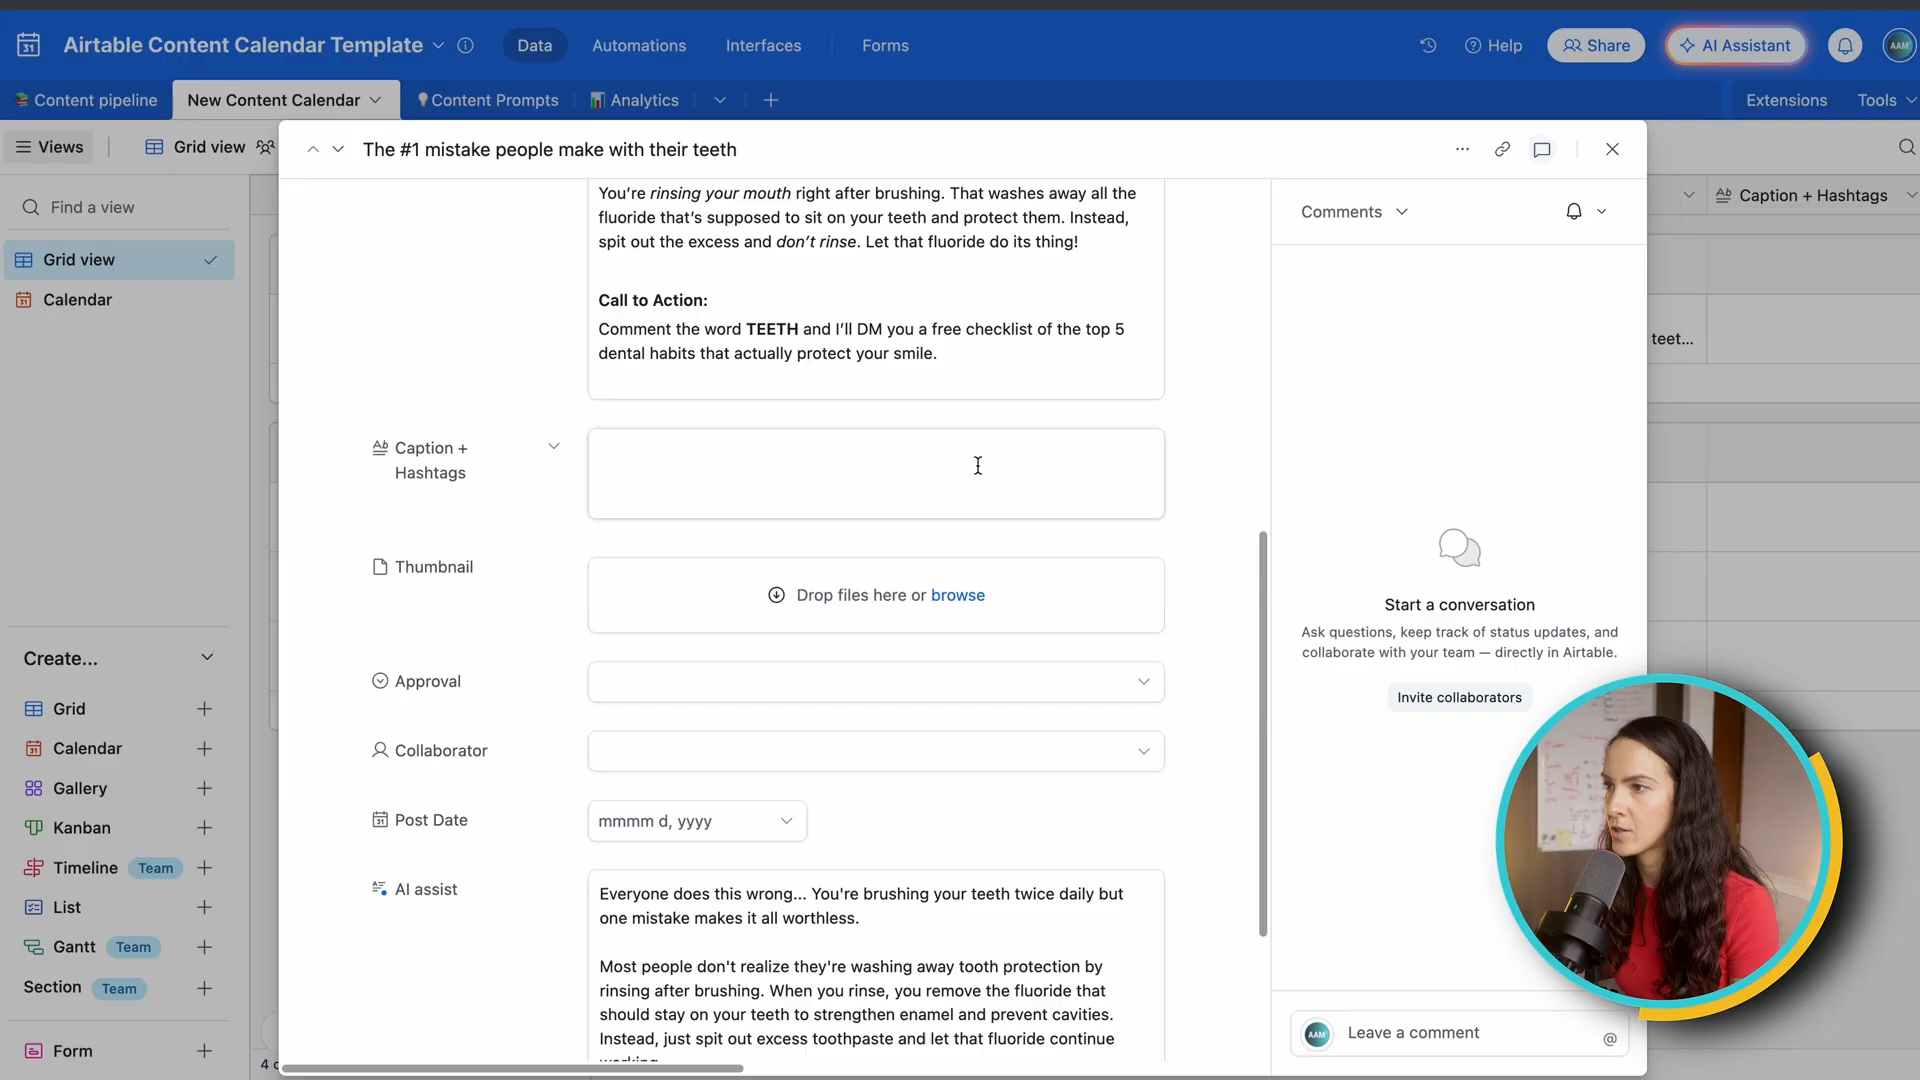 Airtable Content Calendar Template
Data
Automations
Interfaces
Forms
Help
Share
AI Assistant
AAM
Content pipeline
New Content Calendar
Content Prompts
Analytics
Extensions
Tools
Views
Grid view
Find a view
Grid view
Calendar
Create...
Grid
Calendar
Gallery
Kanban
Timeline Team
List
Gantt Team
Section Team
Form
The #1 mistake people make with their teeth
You’re rinsing your mouth right after brushing. That washes away all the
fluoride that’s supposed to sit on your teeth and protect them. Instead,
spit out the excess and don’t rinse. Let that fluoride do its thing!
Call to Action:
Comment the word TEETH and I’ll DM you a free checklist of the top 5
dental habits that actually protect your smile.
Caption +
Hashtags
Thumbnail
Drop files here or browse
Approval
Collaborator
Post Date
mmmm d, yyyy
AI assist
Everyone does this wrong... You're brushing your teeth twice daily but
one mistake makes it all worthless.
Most people don't realize they're washing away tooth protection by
rinsing after brushing. When you rinse, you remove the fluoride that
should stay on your teeth to strengthen enamel and prevent cavities.
Instead, just spit out excess toothpaste and let that fluoride continue
Comments
Start a conversation
Ask questions, keep track of status updates, and
collaborate with your team — directly in Airtable.
Invite collaborators
AAM
Leave a comment
@
Caption + Hashtags
teet...